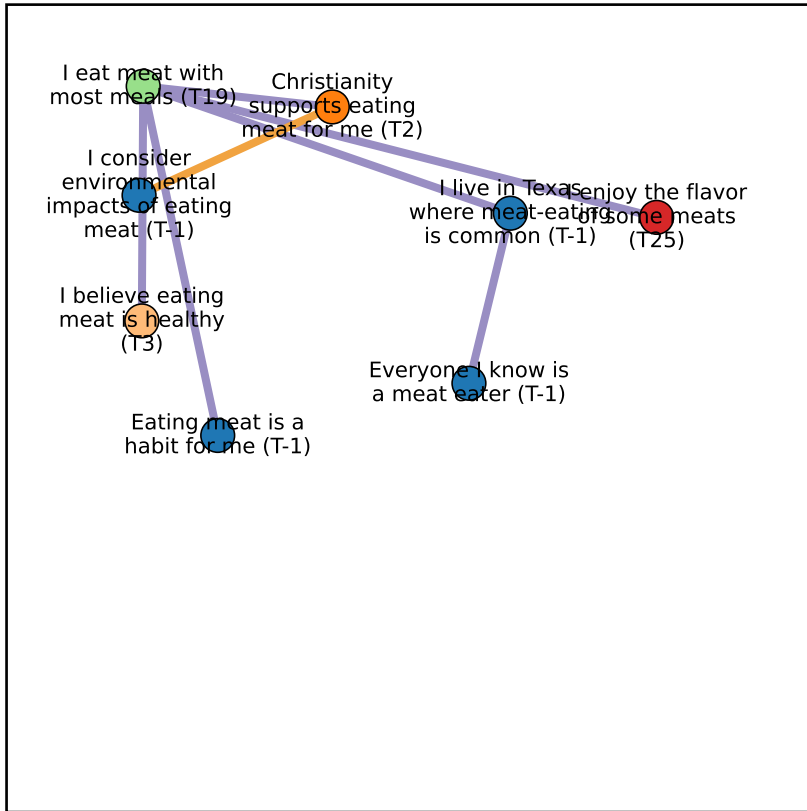 I eat meat with
most meals (T19)
Christianity
supports eating
meat for me (T2)
I consider
environmental
impacts of eating
meat (T-1)
I live in Texas
where meat-eating
is common (T-1)
I enjoy the flavor
of some meats
(T25)
I believe eating
meat is healthy
(T3)
Everyone I know is
a meat eater (T-1)
Eating meat is a
habit for me (T-1)